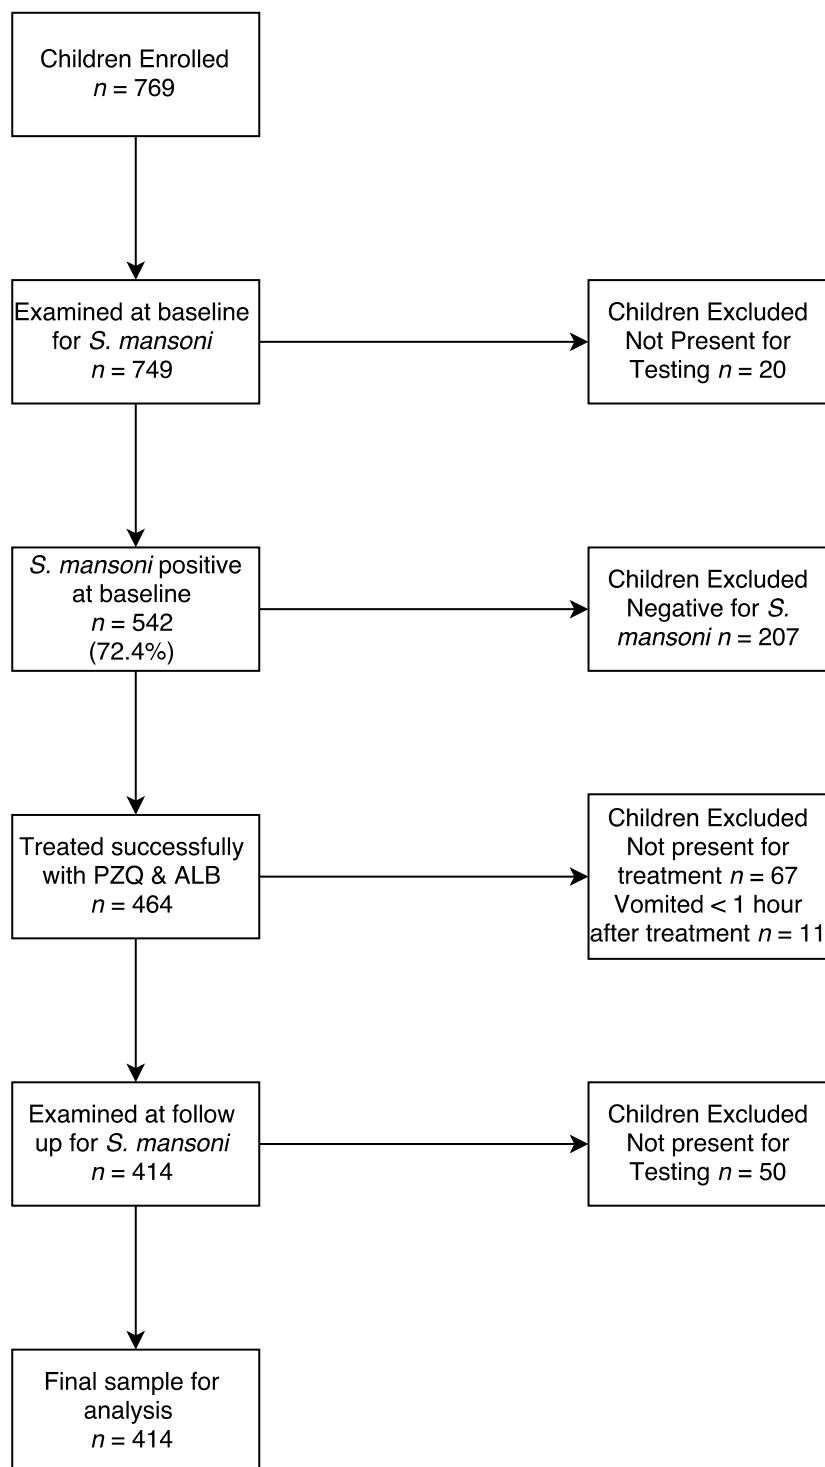 Children Enrolled
n = 769
Examined at baseline
for S. mansoni
n = 749
Children Excluded
Not Present for
Testing n = 20
S. mansoni positive
at baseline
n = 542
(72.4%)
Children Excluded
Negative for S.
mansoni n = 207
Treated successfully
with PZQ & ALB
n = 464
Children Excluded
Not present for
treatment n = 67
Vomited < 1 hour
after treatment n = 11
Examined at follow
up for S. mansoni
n = 414
Children Excluded
Not present for
Testing n = 50
Final sample for
analysis
n = 414